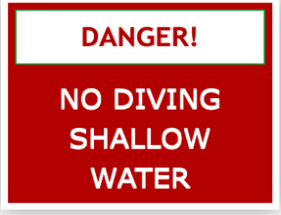 DANGER!
NO DIVING
SHALLOW
WATER